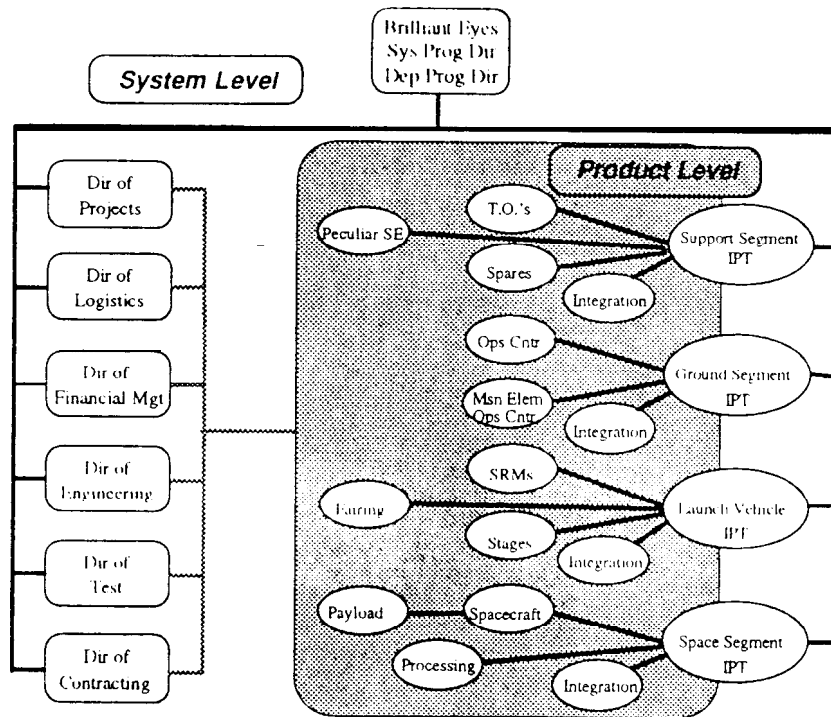 Brilliant Eyes
Sys Prog Dir
Dep Prog Dir
System Level
Product Level
Dir of
Projects
Dir of
Logistics
Dir of
Financial Mgt
Dir of
Engineering
Dir of
Test
Dir of
Contracting
T.O.'s
Peculiar SE
Spares
Integration
Support Segment
IPT
Ops Cntr
Msn Elem
Ops Cntr
Integration
Ground Segment
IPT
SRMs
Fairing
Stages
Integration
Launch Vehicle
IPT
Payload
Spacecraft
Processing
Integration
Space Segment
IPT